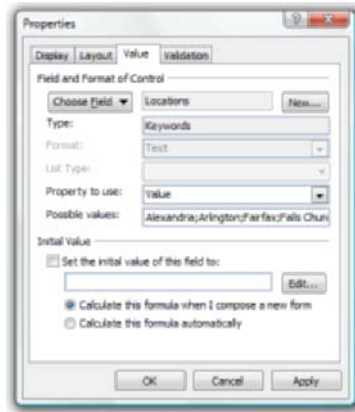 Properties
Display Layout Value Validation
Field and Format of Control
Choose Field Locations New...
Type: Keywords
Format: Text
List Type:
Property to use: Value
Possible values: Alexandria;Arlington;Fairfax;Falls Churc
Initial Value
Set the initial value of this field to:
Edit...
Calculate this formula when I compose a new form
Calculate this formula automatically
OK Cancel Apply